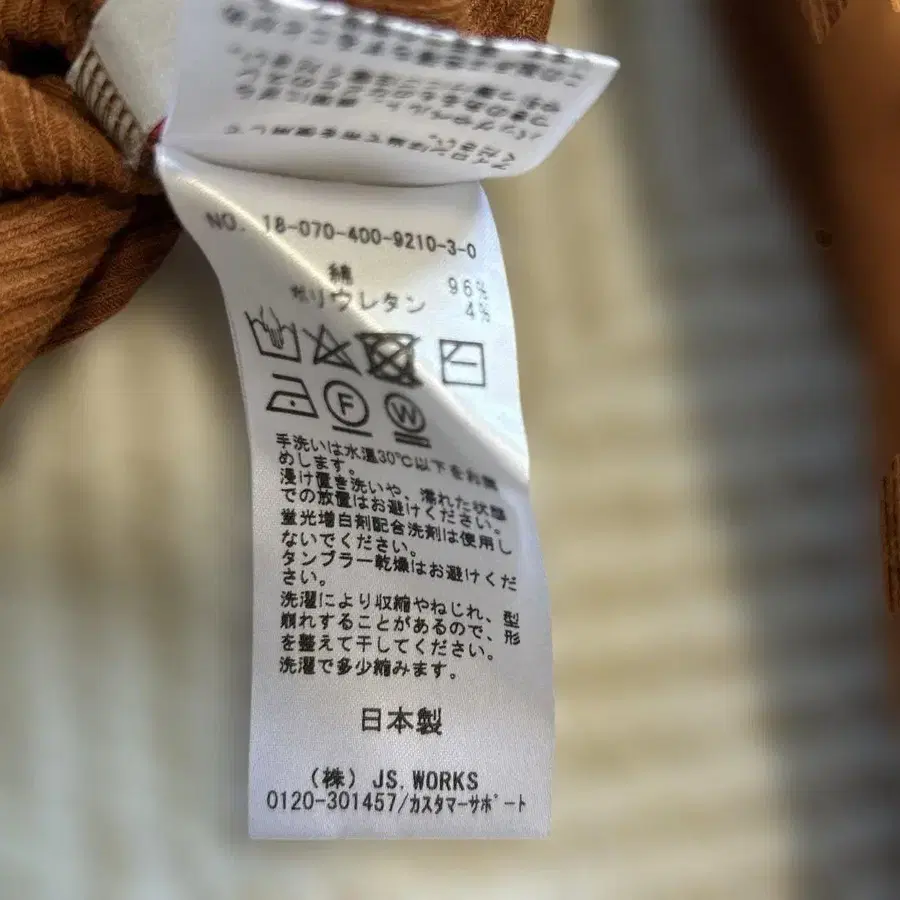 NO. 18-070-400-9210-3-0
綿 96%
ポリウレタン 4%
F W
手洗いは水温30℃以下をお勧
めします。
浸け置き洗いや、濡れた状態
での放置はお避けください。
蛍光増白剤配合洗剤は使用し
ないでください。
タンブラー乾燥はお避けくだ
さい。
洗濯により収縮やねじれ、型
崩れすることがあるので、形
を整えて干してください。
洗濯で多少縮みます。
日本製
(株) JS.WORKS
0120-301457/カスタマーサポート